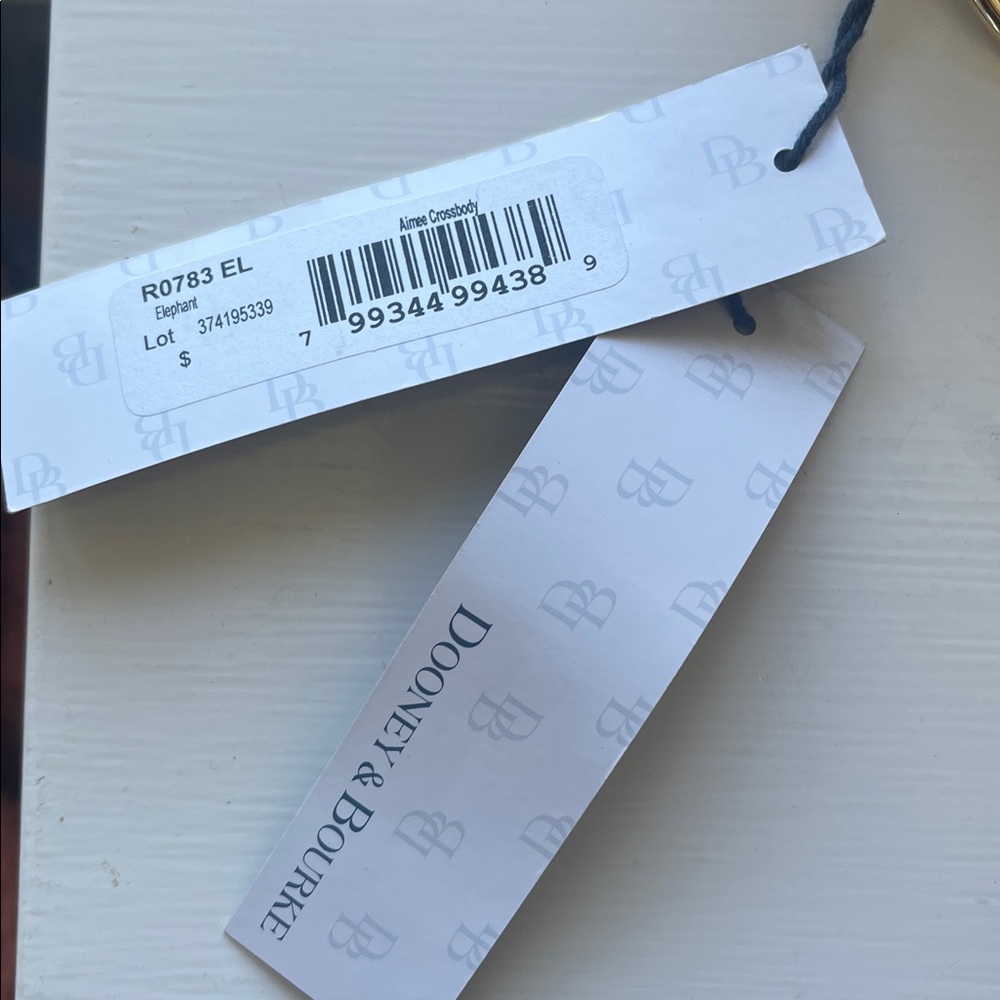 Aimee Crossbody
R0783 EL
Elephant
Lot 374195339
$
7 99344 99438 9
DOONEY & BOURKE